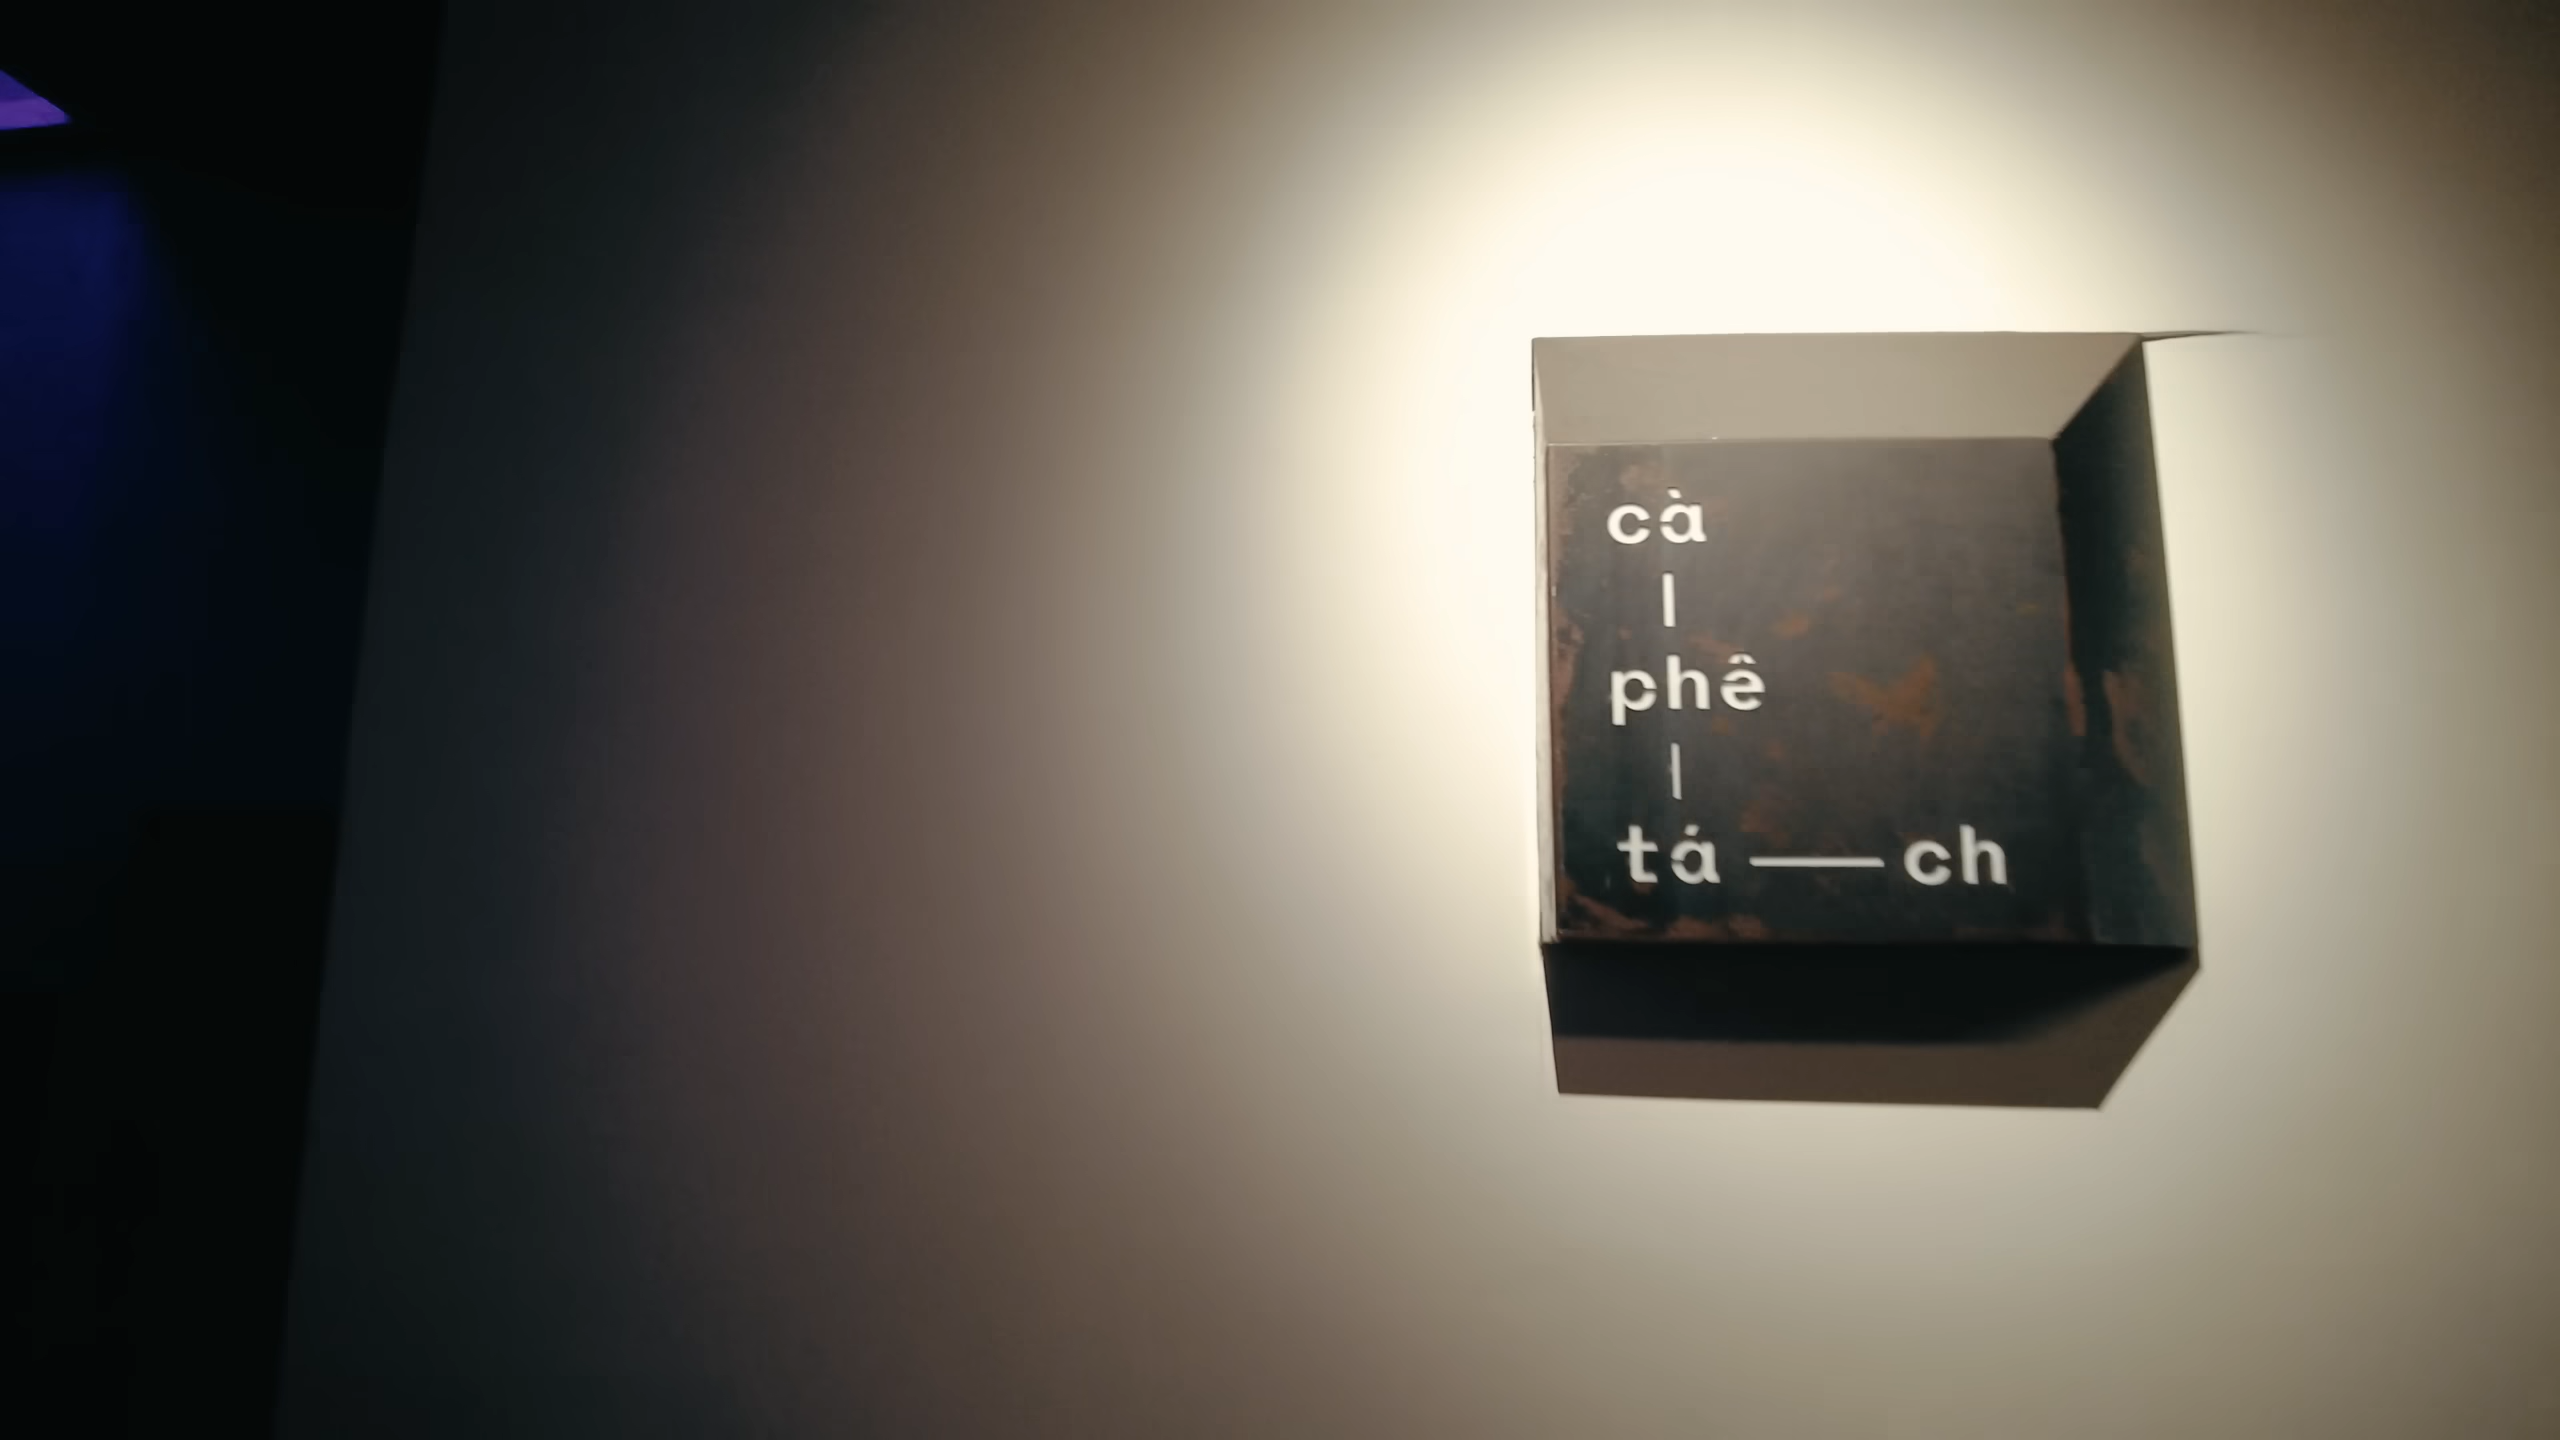 cà
|
phê
|
tá — ch